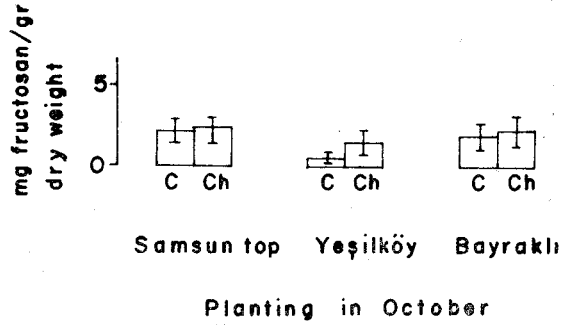 mg fructosan/gr
dry weight
5
0
C Ch C Ch C Ch
Samsun top Yeşilköy Bayraklı
Planting in October